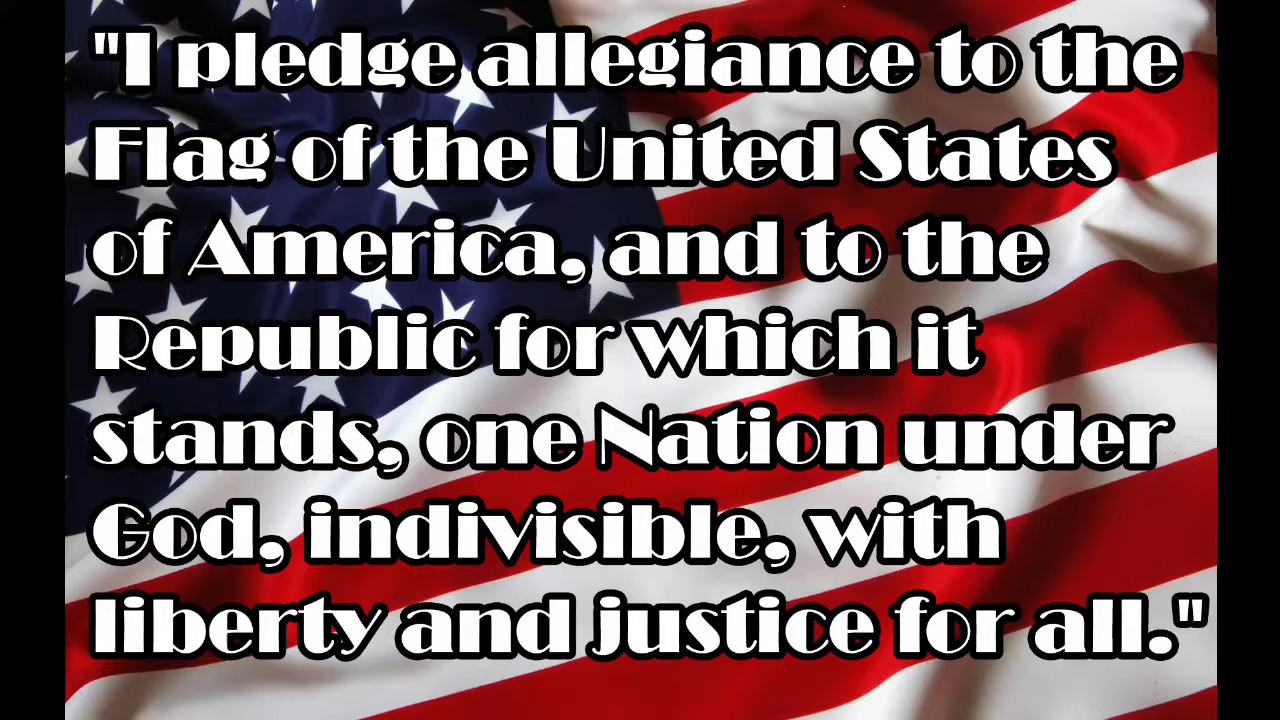 "I pledge allegiance to the
Flag of the United States
of America, and to the
Republic for which it
stands, one Nation under
God, indivisible, with
liberty and justice for all."